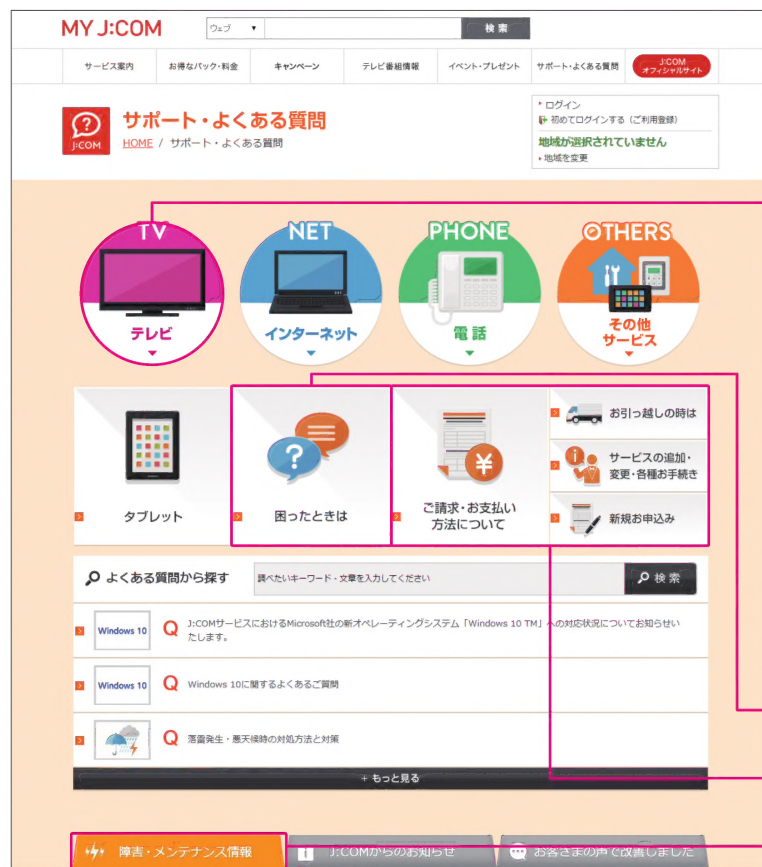 MY J:COM
ウェブ
検索
サービス案内
お得なパック・料金
キャンペーン
テレビ番組情報
イベント・プレゼント
サポート・よくある質問
J:COM
オフィシャルサイト
J:COM
サポート・よくある質問
HOME / サポート・よくある質問
ログイン
初めてログインする（ご利用登録）
地域が選択されていません
地域を変更
TV
テレビ
NET
インターネット
PHONE
電話
OTHERS
その他
サービス
タブレット
困ったときは
ご請求・お支払い
方法について
お引っ越しの時は
サービスの追加・
変更・各種お手続き
新規お申込み
よくある質問から探す
調べたいキーワード・文章を入力してください
検索
Windows 10
Q J:COMサービスにおけるMicrosoft社の新オペレーティングシステム「Windows 10 TM」への対応状況についてお知らせい
たします。
Windows 10
Q Windows 10に関するよくあるご質問
Q 落雷発生・悪天候時の対処方法と対策
+ もっと見る
障害・メンテナンス情報
J:COMからのお知らせ
お客さまの声で改善しました